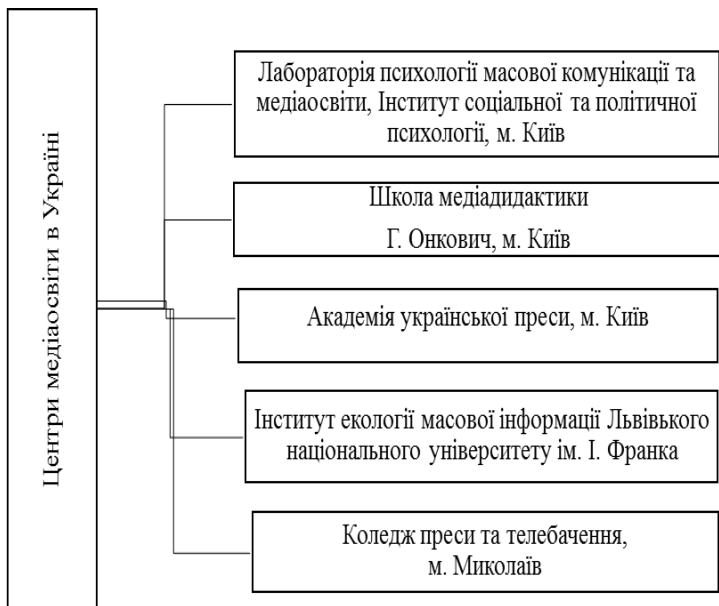 Центри медіаосвіти в Україні
Лабораторія психології масової комунікації та
медіаосвіти, Інститут соціальної та політичної
психології, м. Київ
Школа медіадидактики
Г. Онкович, м. Київ
Академія української преси, м. Київ
Інститут екології масової інформації Львівького
національного університету ім. І. Франка
Коледж преси та телебачення,
м. Миколаїв